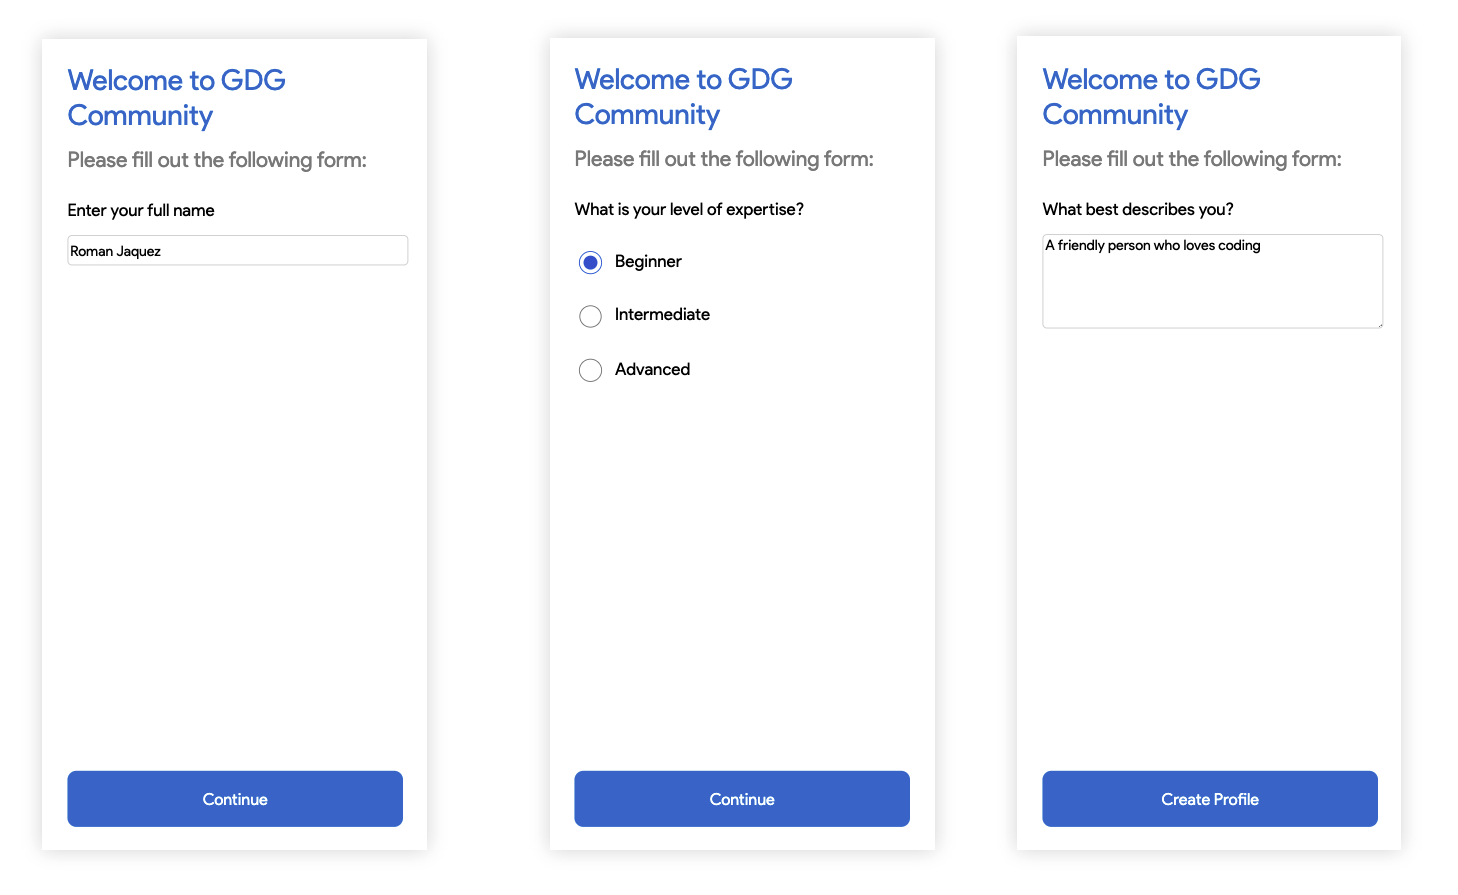 Welcome to GDG
Community
Please fill out the following form:
Enter your full name
Roman Jaquez
Continue
Welcome to GDG
Community
Please fill out the following form:
What is your level of expertise?
Beginner
Intermediate
Advanced
Continue
Welcome to GDG
Community
Please fill out the following form:
What best describes you?
A friendly person who loves coding
Create Profile